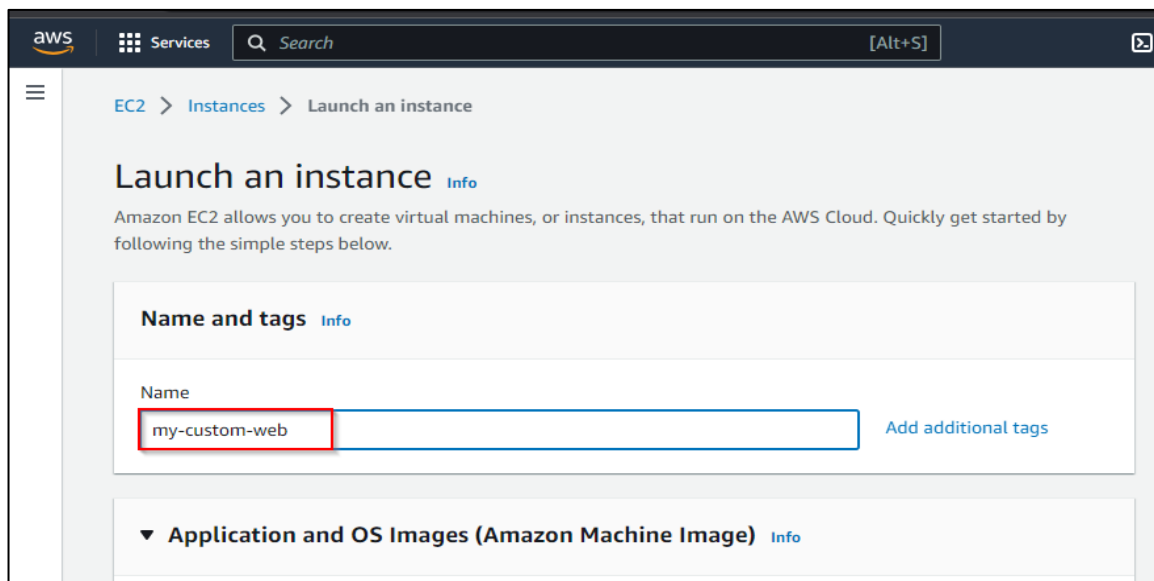 aws Services Search [Alt+S]
EC2 > Instances > Launch an instance
Launch an instance Info
Amazon EC2 allows you to create virtual machines, or instances, that run on the AWS Cloud. Quickly get started by
following the simple steps below.
Name and tags Info
Name
my-custom-web Add additional tags
Application and OS Images (Amazon Machine Image) Info